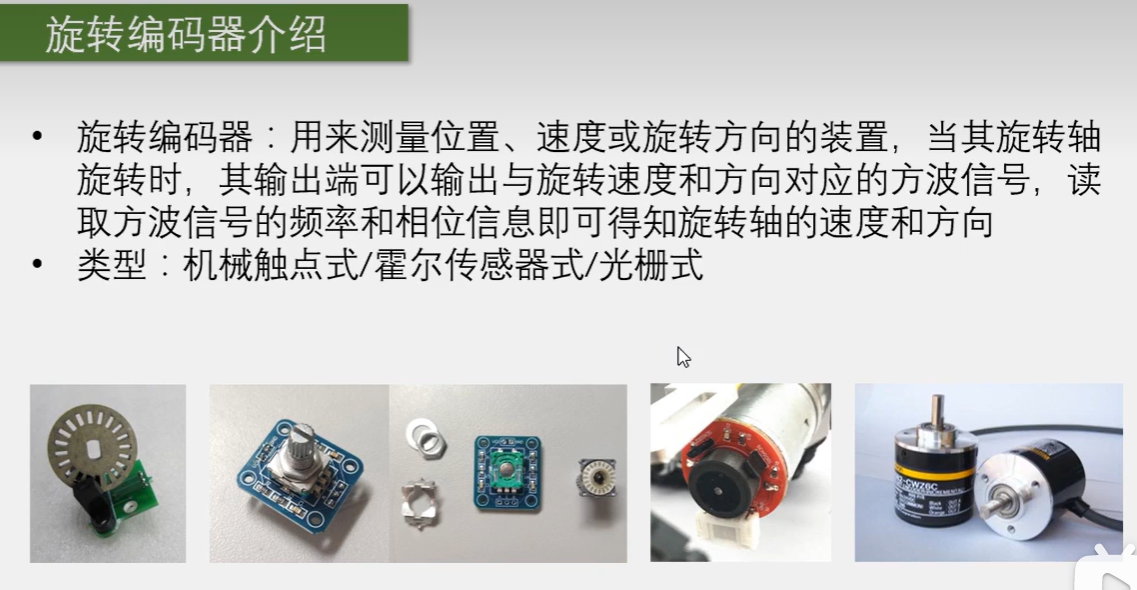 旋转编码器介绍
• 旋转编码器：用来测量位置、速度或旋转方向的装置，当其旋转轴
旋转时，其输出端可以输出与旋转速度和方向对应的方波信号，读
取方波信号的频率和相位信息即可得知旋转轴的速度和方向
• 类型：机械触点式/霍尔传感器式/光栅式
-CWZ6C